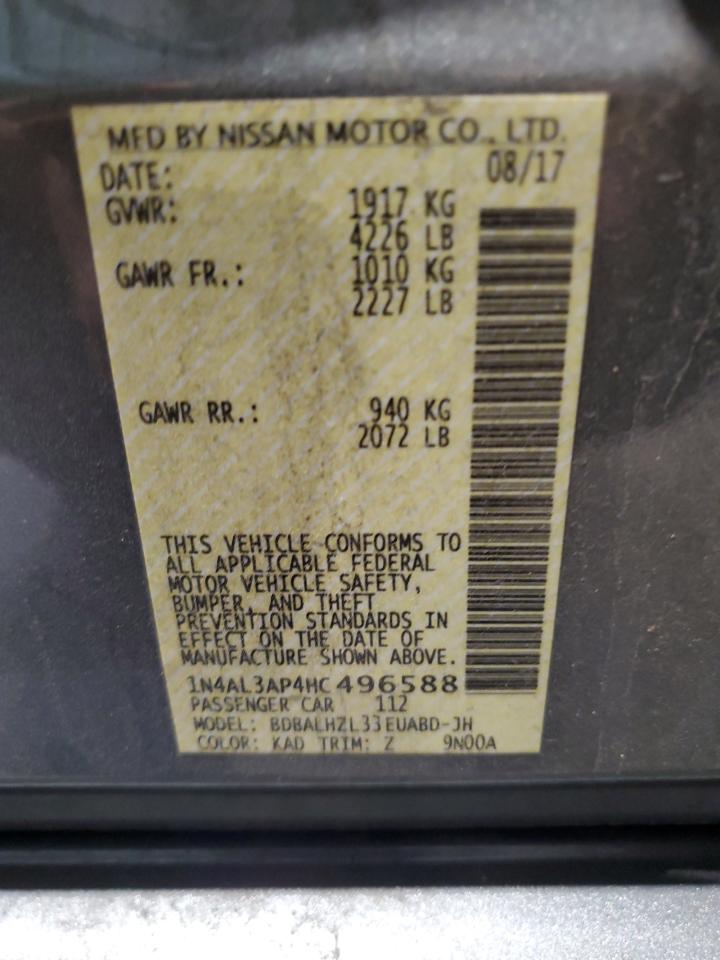 MFD BY NISSAN MOTOR CO., LTD.
DATE: 08/17
GVWR: 1917 KG
4226 LB
GAWR FR.: 1010 KG
2227 LB
GAWR RR.: 940 KG
2072 LB
THIS VEHICLE CONFORMS TO
ALL APPLICABLE FEDERAL
MOTOR VEHICLE SAFETY,
BUMPER, AND THEFT
PREVENTION STANDARDS IN
EFFECT ON THE DATE OF
MANUFACTURE SHOWN ABOVE.
1N4AL3AP4HC496588
PASSENGER CAR 112
MODEL: BDBALHZL33EUABD-JH
COLOR: KAD TRIM: Z 9N00A